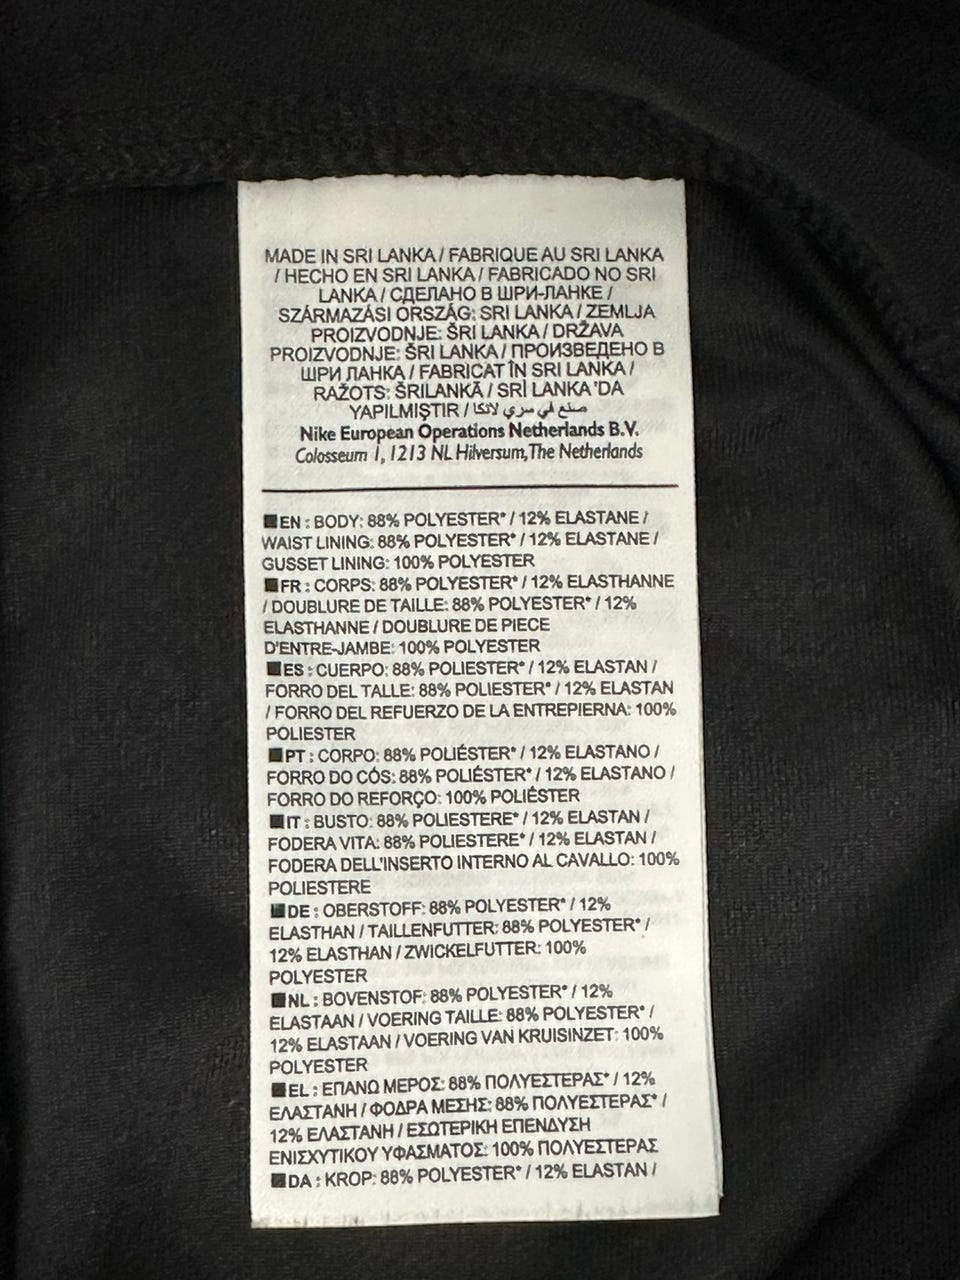 MADE IN SRI LANKA / FABRIQUE AU SRI LANKA
/ HECHO EN SRI LANKA / FABRICADO NO SRI
LANKA / СДЕЛАНО В ШРИ-ЛАНКЕ /
SZÁRMAZÁSI ORSZÁG: SRI LANKA / ZEMLJA
PROIZVODNJE: ŠRI LANKA / DRŽAVA
PROIZVODNJE: ŠRI LANKA / ПРОИЗВЕДЕНО В
ШРИ ЛАНКА / FABRICAT ÎN SRI LANKA /
RAŽOTS: ŠRILANKĀ / SRİ LANKA 'DA
YAPILMIŞTIR / صنع في سري لانكا
Nike European Operations Netherlands B.V.
Colosseum 1, 1213 NL Hilversum, The Netherlands
■EN : BODY: 88% POLYESTER* / 12% ELASTANE /
WAIST LINING: 88% POLYESTER* / 12% ELASTANE /
GUSSET LINING: 100% POLYESTER
■FR : CORPS: 88% POLYESTER* / 12% ELASTHANNE
/ DOUBLURE DE TAILLE: 88% POLYESTER* / 12%
ELASTHANNE / DOUBLURE DE PIECE
D'ENTRE-JAMBE: 100% POLYESTER
■ES : CUERPO: 88% POLIESTER* / 12% ELASTAN /
FORRO DEL TALLE: 88% POLIESTER* / 12% ELASTAN
/ FORRO DEL REFUERZO DE LA ENTREPIERNA: 100%
POLIESTER
■PT : CORPO: 88% POLIÉSTER* / 12% ELASTANO /
FORRO DO CÓS: 88% POLIÉSTER* / 12% ELASTANO /
FORRO DO REFORÇO: 100% POLIÉSTER
■IT : BUSTO: 88% POLIESTERE* / 12% ELASTAN /
FODERA VITA: 88% POLIESTERE* / 12% ELASTAN /
FODERA DELL'INSERTO INTERNO AL CAVALLO: 100%
POLIESTERE
■DE : OBERSTOFF: 88% POLYESTER* / 12%
ELASTHAN / TAILLENFUTTER: 88% POLYESTER* /
12% ELASTHAN / ZWICKELFUTTER: 100%
POLYESTER
■NL : BOVENSTOF: 88% POLYESTER* / 12%
ELASTAAN / VOERING TAILLE: 88% POLYESTER* /
12% ELASTAAN / VOERING VAN KRUISINZET: 100%
POLYESTER
■EL : ΕΠΑΝΩ ΜΕΡΟΣ: 88% ΠΟΛΥΕΣΤΕΡΑΣ* / 12%
ΕΛΑΣΤΑΝΗ / ΦΟΔΡΑ ΜΕΣΗΣ: 88% ΠΟΛΥΕΣΤΕΡΑΣ* /
12% ΕΛΑΣΤΑΝΗ / ΕΣΩΤΕΡΙΚΗ ΕΠΕΝΔΥΣΗ
ΕΝΙΣΧΥΤΙΚΟΥ ΥΦΑΣΜΑΤΟΣ: 100% ΠΟΛΥΕΣΤΕΡΑΣ
■DA : KROP: 88% POLYESTER* / 12% ELASTAN /